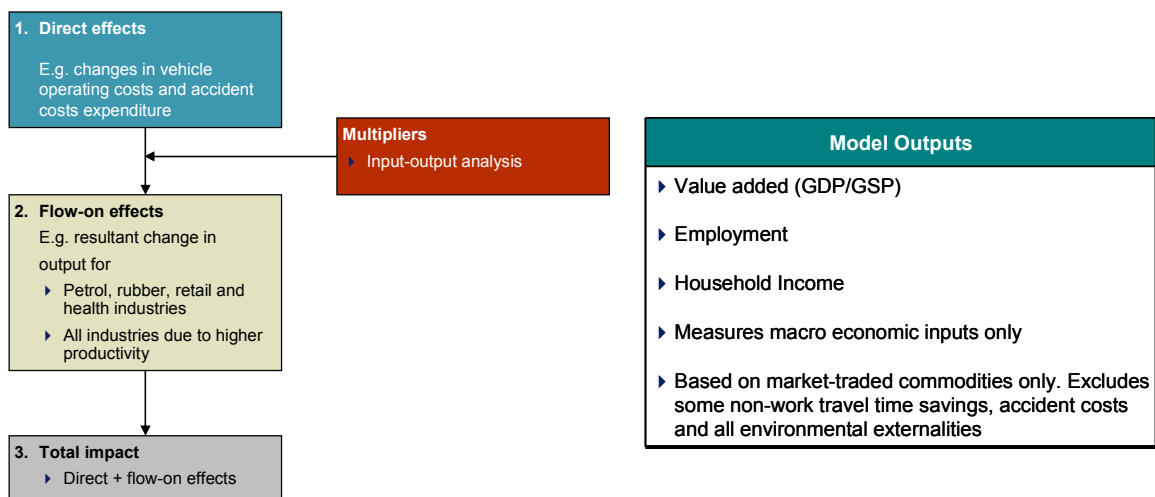 1. Direct effects
E.g. changes in vehicle
operating costs and accident
costs expenditure
Multipliers
Input-output analysis
2. Flow-on effects
E.g. resultant change in
output for
Petrol, rubber, retail and
health industries
All industries due to higher
productivity
3. Total impact
Direct + flow-on effects
Model Outputs
Value added (GDP/GSP)
Employment
Household Income
Measures macro economic inputs only
Based on market-traded commodities only. Excludes
some non-work travel time savings, accident costs
and all environmental externalities